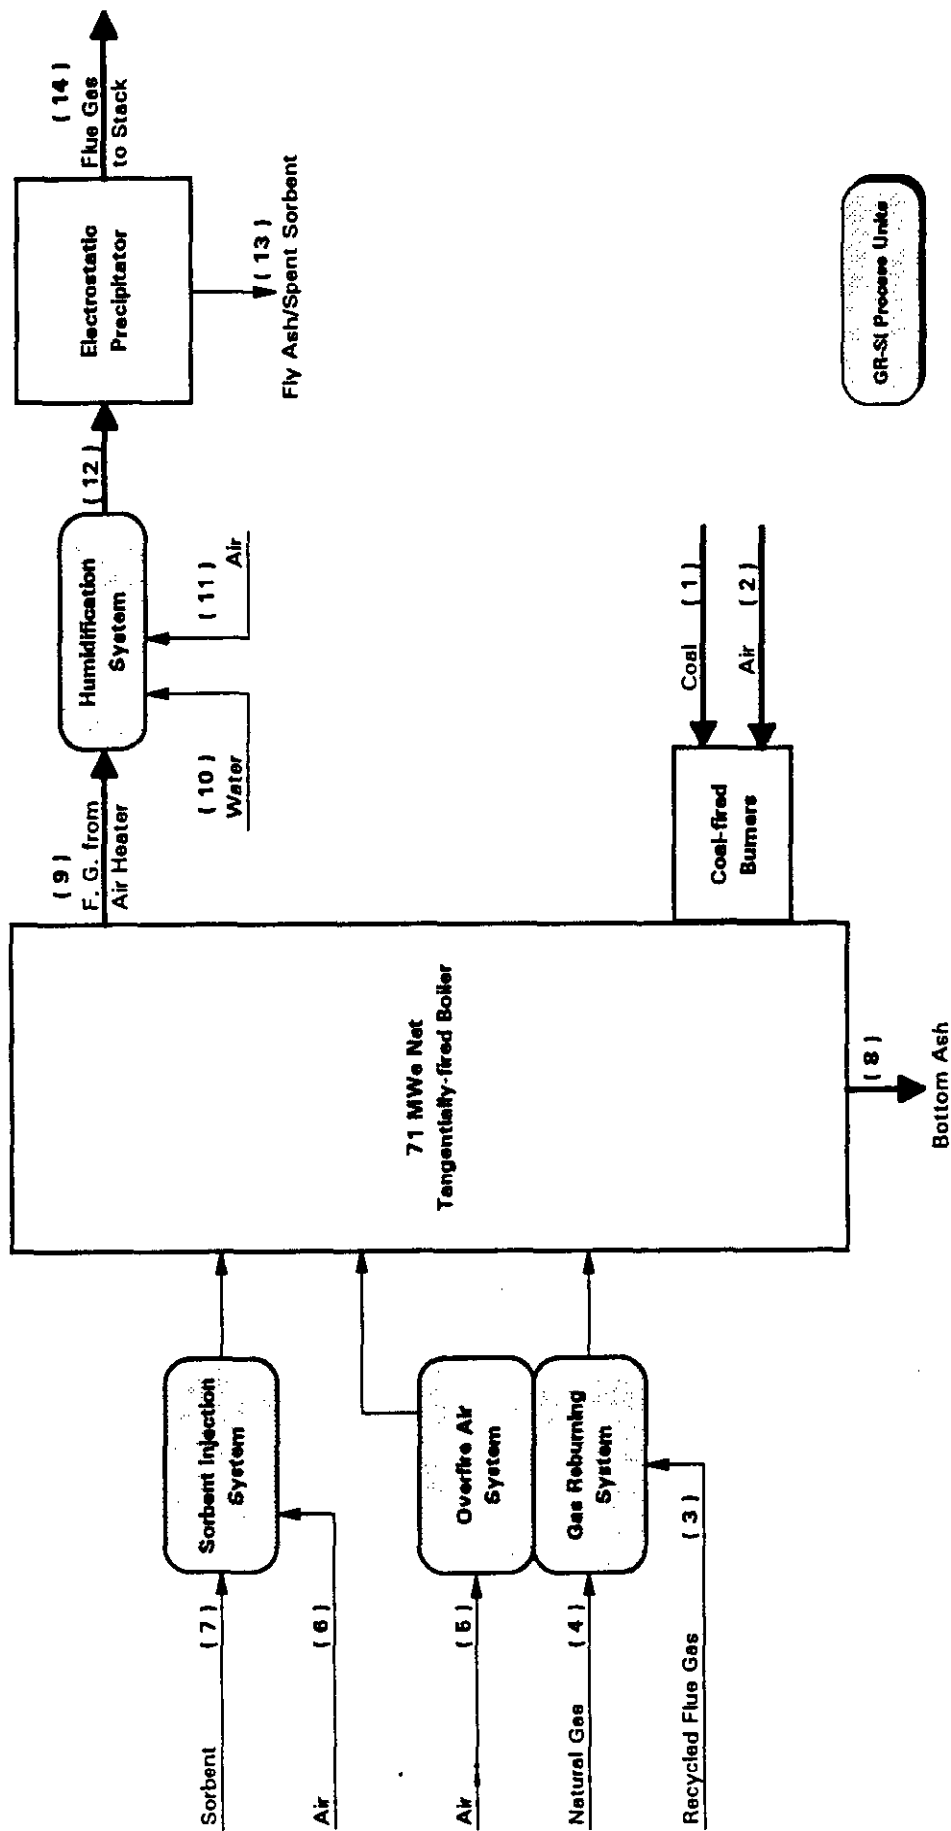 ( 9 )
F. G. from
Air Heater
Humidification
System
( 12 )
Electrostatic
Precipitator
( 14 )
Flue Gas
to Stack
( 10 )
Water
( 11 )
Air
( 13 )
Fly Ash/Spent Sorbent
Sorbent
( 7 )
Sorbent Injection
System
Air
( 6 )
71 MWe Net
Tangentially-fired Boiler
Air
( 5 )
Overfire Air
System
Natural Gas
( 4 )
Gas Reburning
System
Recycled Flue Gas
( 3 )
Coal-fired
Burners
Coal
( 1 )
Air
( 2 )
( 8 )
Bottom Ash
GR-SI Process Units